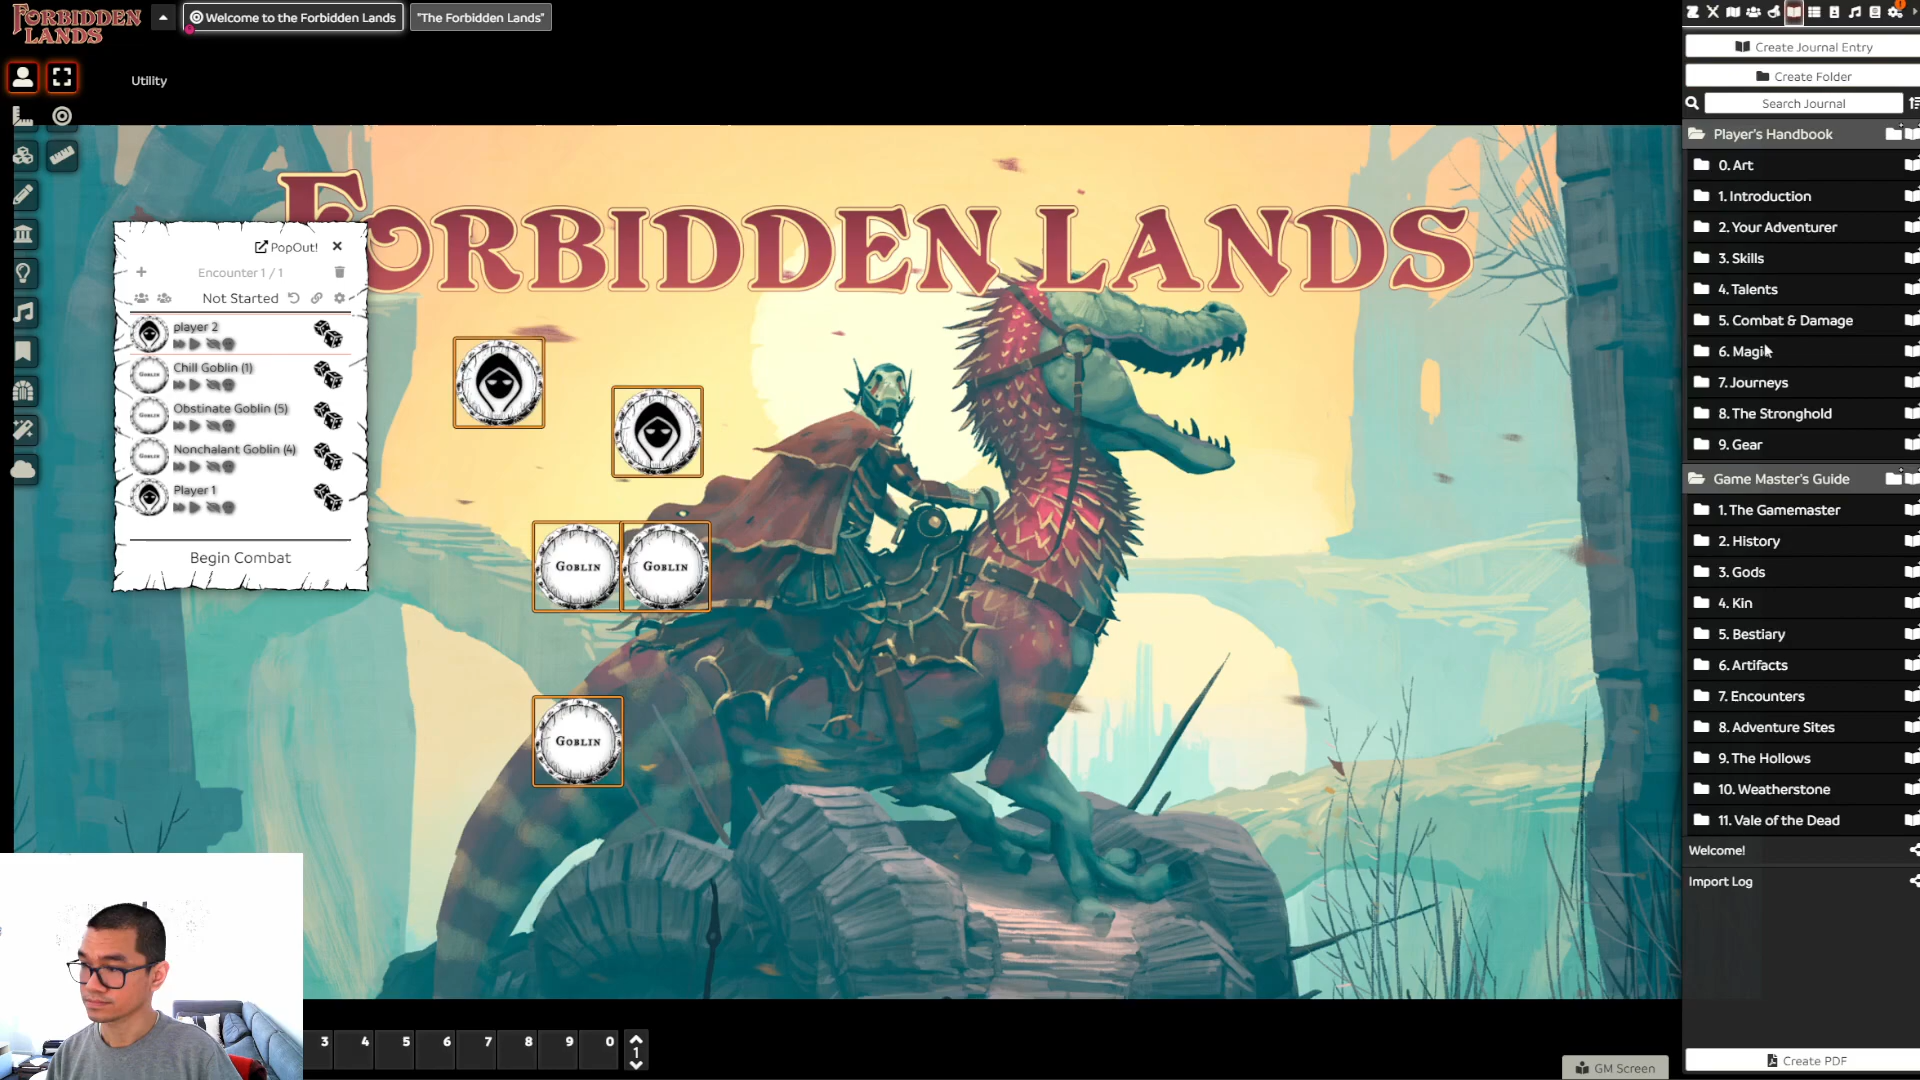 FORBIDDEN
LANDS
Welcome to the Forbidden Lands
"The Forbidden Lands"
Utility
FORBIDDEN LANDS
PopOut!
Encounter 1 / 1
Not Started
player 2
Chill Goblin (1)
Obstinate Goblin (5)
Nonchalant Goblin (4)
Player 1
Begin Combat
GOBLIN
GOBLIN
GOBLIN
GOBLIN
GOBLIN
GOBLIN
3 4 5 6 7 8 9 0
1
GM Screen
Create Journal Entry
Create Folder
Search Journal
Player's Handbook
0. Art
1. Introduction
2. Your Adventurer
3. Skills
4. Talents
5. Combat & Damage
6. Magic
7. Journeys
8. The Stronghold
9. Gear
Game Master's Guide
1. The Gamemaster
2. History
3. Gods
4. Kin
5. Bestiary
6. Artifacts
7. Encounters
8. Adventure Sites
9. The Hollows
10. Weatherstone
11. Vale of the Dead
Welcome!
Import Log
Create PDF